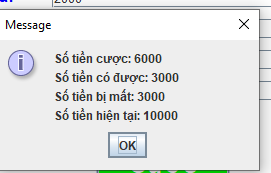 2000
Message
Số tiền cược: 6000
Số tiền có được: 3000
Số tiền bị mất: 3000
Số tiền hiện tại: 10000
OK